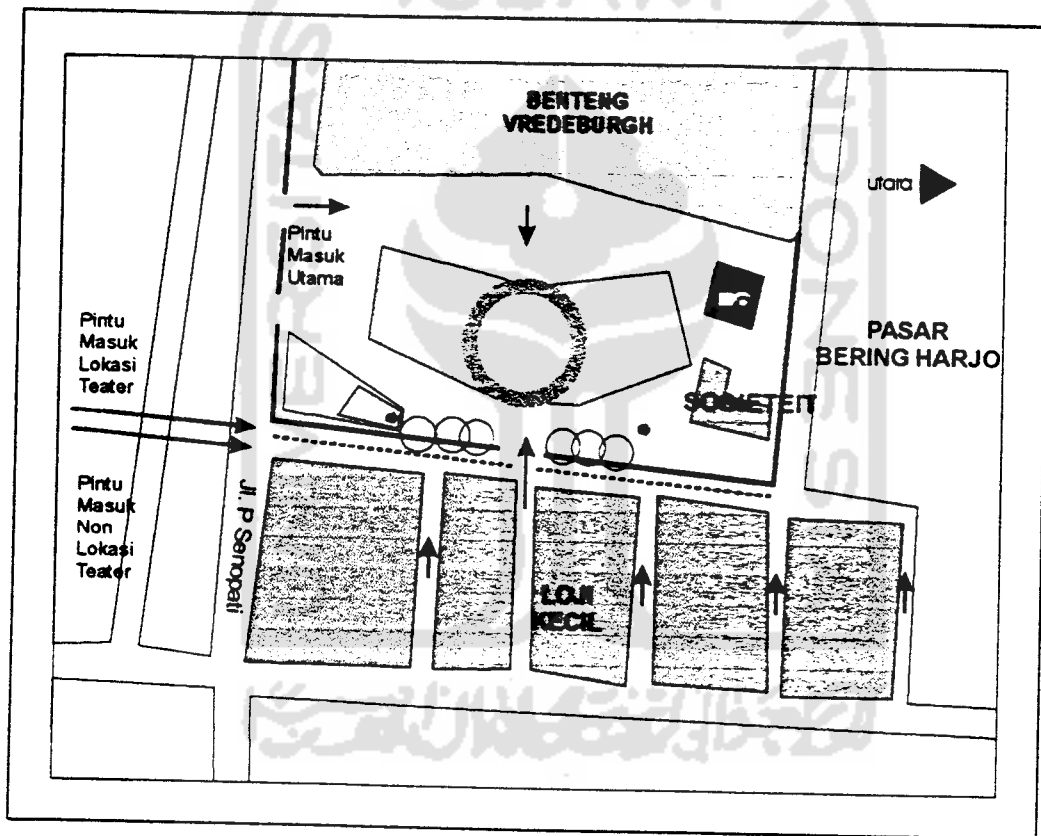 BENTENG
VREDEBURGH
utara
Pintu
Masuk
Utama
Pintu
Masuk
Lokasi
Teater
PASAR
BERING HARJO
SOSIETEIT
Pintu
Masuk
Non
Lokasi
Teater
Jl. P Senopati
LOJI
KECIL